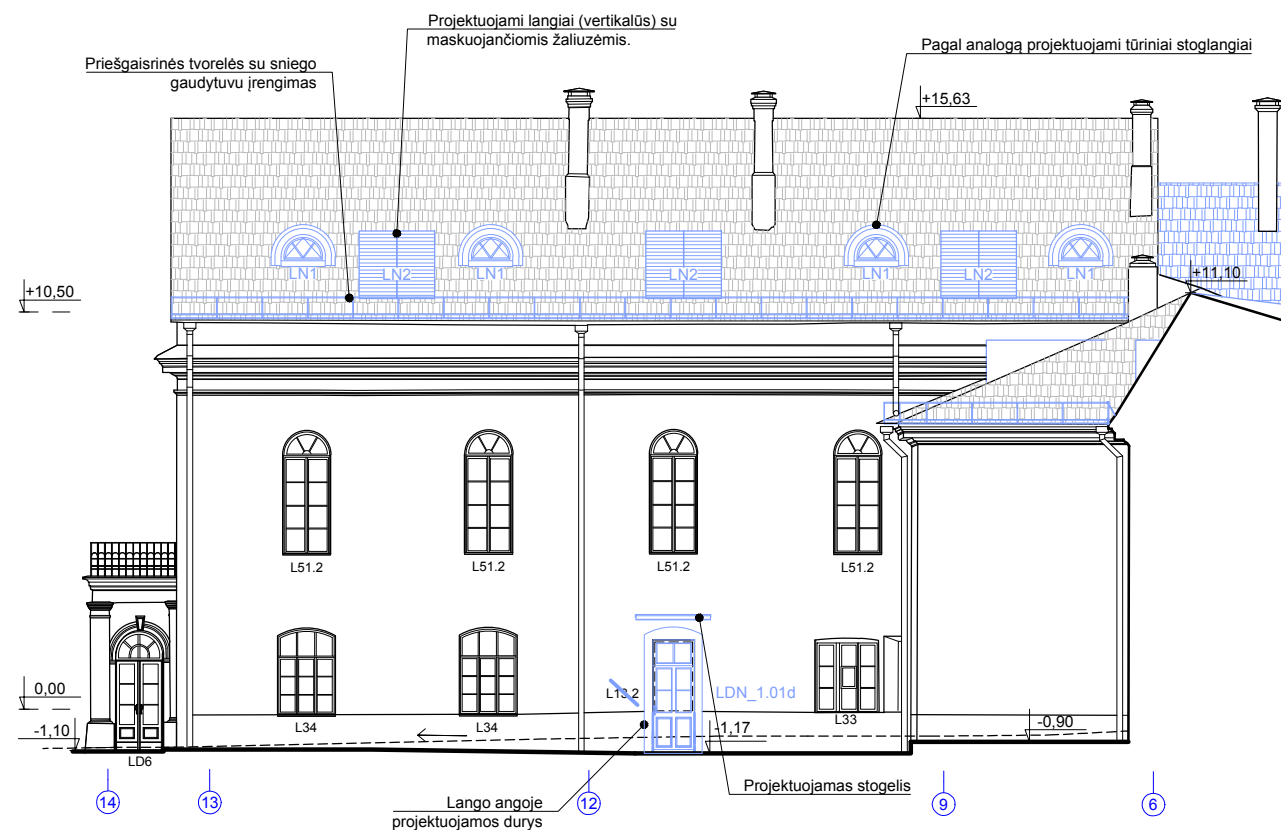 Projektuojami langiai (vertikalūs) su
maskuojančiomis žaliuzėmis.
Pagal analogą projektuojami tūriniai stoglangiai
Priešgaisrinės tvorelės su sniego
gaudytuvu įrengimas
+15,63
LN1
LN2
LN1
LN2
LN1
LN2
LN1
+11,10
+10,50
L51.2
L51.2
L51.2
L51.2
L13.2
LDN_1.01d
0,00
L34
L34
L33
-1,10
-1,17
-0,90
LD6
14
13
12
9
6
Projektuojamas stogelis
Lango angoje
projektuojamos durys